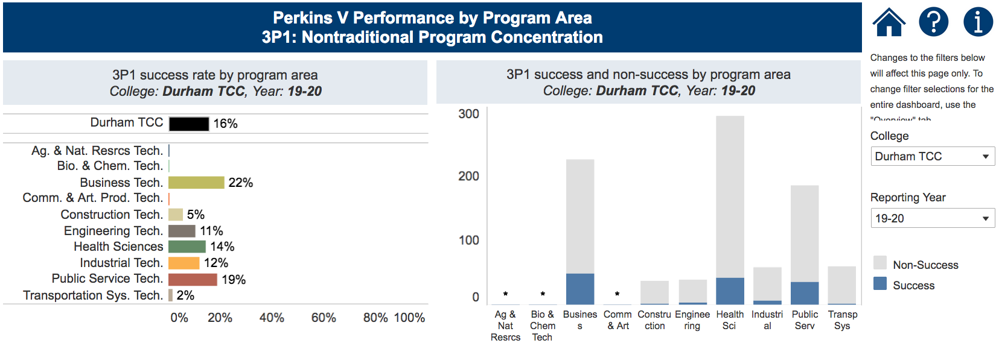 Perkins V Performance by Program Area
3P1: Nontraditional Program Concentration
3P1 success rate by program area
College: Durham TCC, Year: 19-20
Durham TCC 16%
Ag. & Nat. Resrcs Tech.
Bio. & Chem. Tech.
Business Tech. 22%
Comm. & Art. Prod. Tech.
Construction Tech. 5%
Engineering Tech. 11%
Health Sciences 14%
Industrial Tech. 12%
Public Service Tech. 19%
Transportation Sys. Tech. 2%
0% 20% 40% 60% 80% 100%
3P1 success and non-success by program area
College: Durham TCC, Year: 19-20
300
200
100
0
* * *
Ag &
Nat
Resrcs
Bio &
Chem
Tech
Busines
s
Comm
& Art
Constru
ction
Enginee
ring
Health
Sci
Industri
al
Public
Serv
Transp
Sys
?
i
Changes to the filters below
will affect this page only. To
change filter selections for the
entire dashboard, use the
"Overview" tab
College
Durham TCC
Reporting Year
19-20
Non-Success
Success